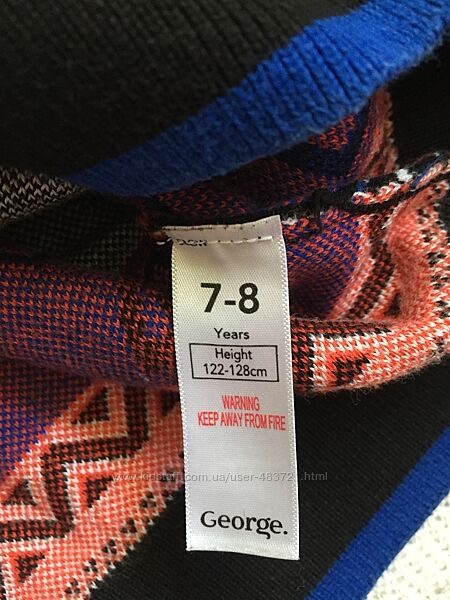 7-8
Years
Height
122-128cm
WARNING
KEEP AWAY FROM FIRE
George.